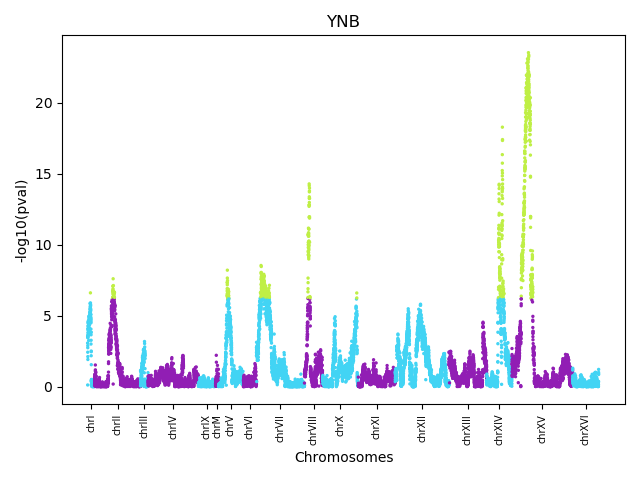 YNB
-log10(pval)
20
15
10
5
0
chrI
chrII
chrIII
chrIV
chrIX
chrM
chrV
chrVI
chrVII
chrVIII
chrX
chrXI
chrXII
chrXIII
chrXIV
chrXV
chrXVI
Chromosomes